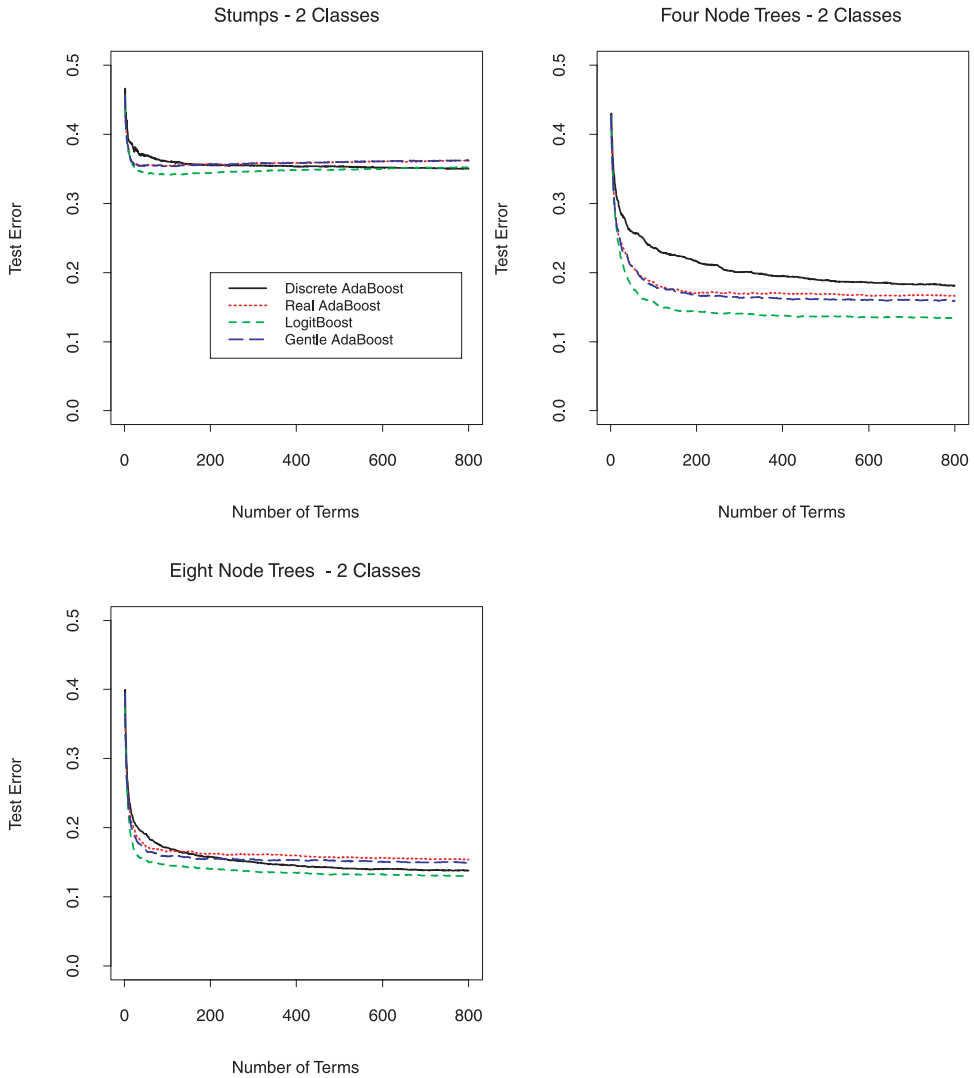 Stumps - 2 Classes
Test Error
0.5
0.4
0.3
0.2
0.1
0.0
Discrete AdaBoost
Real AdaBoost
LogitBoost
Gentle AdaBoost
0 200 400 600 800
Number of Terms
Four Node Trees - 2 Classes
Test Error
0.5
0.4
0.3
0.2
0.1
0.0
0 200 400 600 800
Number of Terms
Eight Node Trees - 2 Classes
Test Error
0.5
0.4
0.3
0.2
0.1
0.0
0 200 400 600 800
Number of Terms